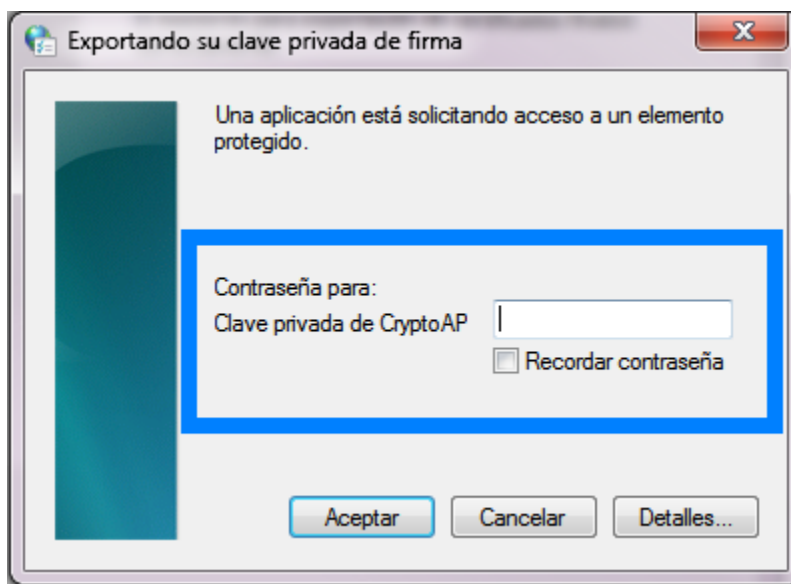 Exportando su clave privada de firma
Una aplicación está solicitando acceso a un elemento
protegido.
Contraseña para:
Clave privada de CryptoAP
Recordar contraseña
Aceptar
Cancelar
Detalles...